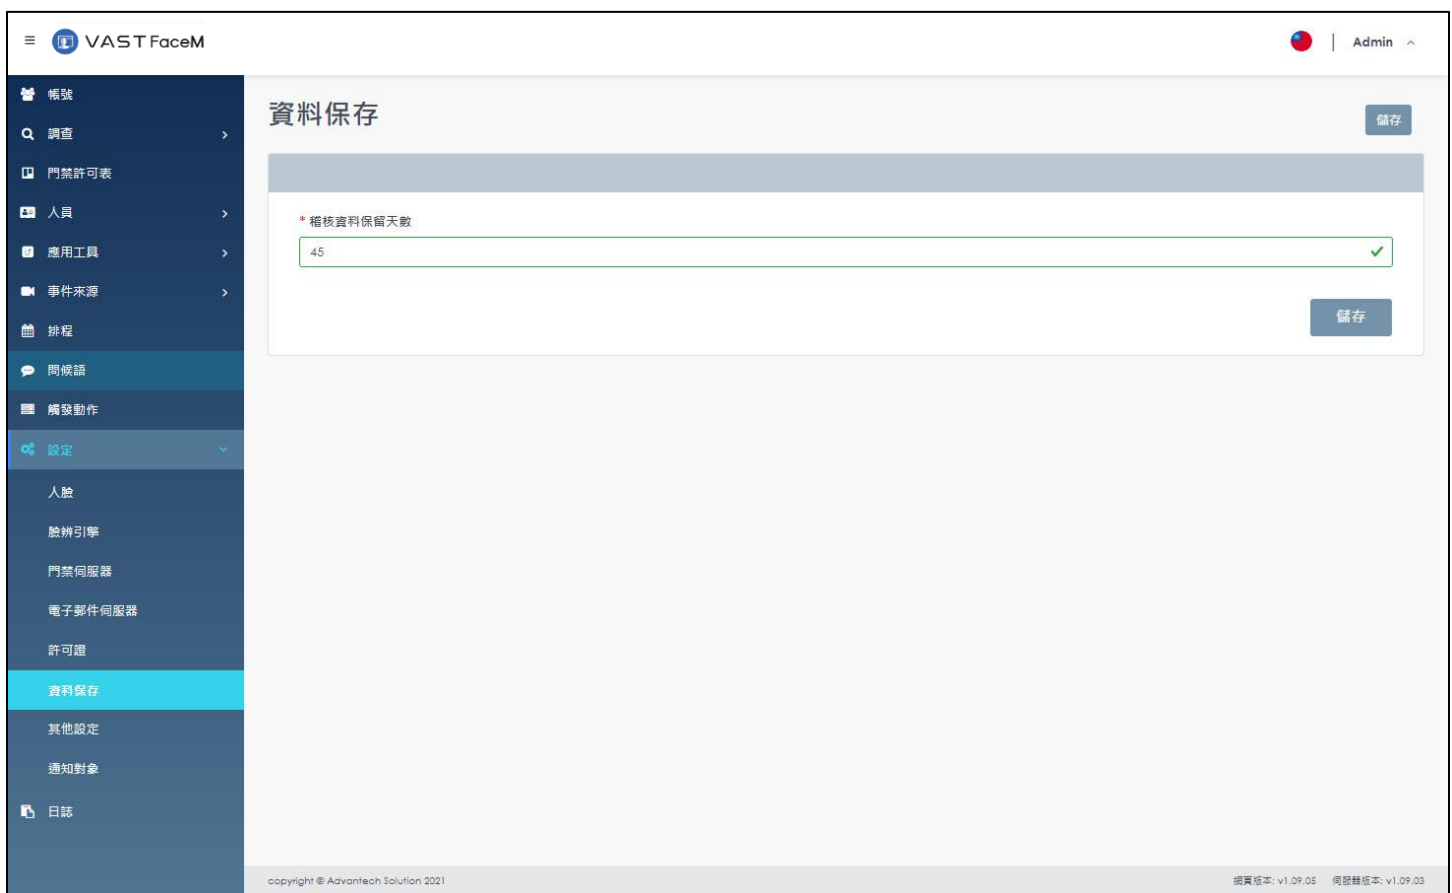 VAST FaceM
Admin
帳號
調查
門禁許可表
人員
應用工具
事件來源
排程
問候語
觸發動作
設定
人臉
臉辨引擎
門禁伺服器
電子郵件伺服器
許可證
資料保存
其他設定
通知對象
日誌
資料保存
儲存
* 稽核資料保留天數
45
儲存
copyright © Advantech Solution 2021
網頁版本: v1.09.05 伺服器版本: v1.09.03